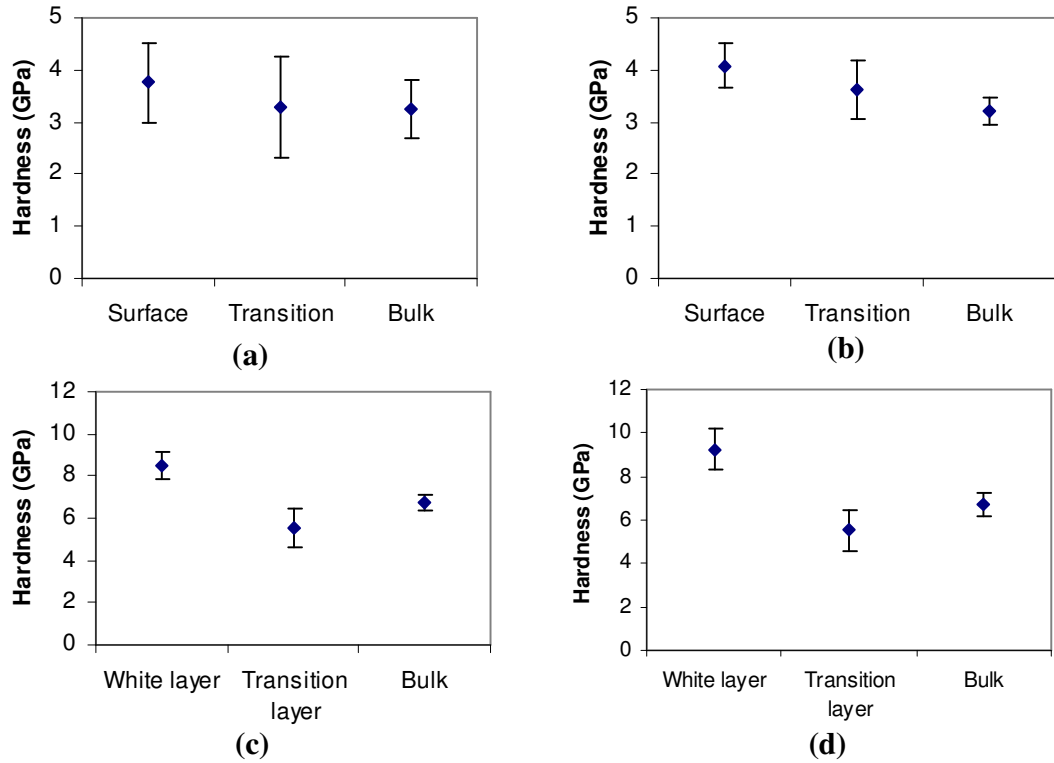 5
4
3
2
1
0
Hardness (GPa)
Surface Transition Bulk
(a)
5
4
3
2
1
0
Hardness (GPa)
Surface Transition Bulk
(b)
12
10
8
6
4
2
0
Hardness (GPa)
White layer Transition Bulk
layer
(c)
12
10
8
6
4
2
0
Hardness (GPa)
White layer Transition Bulk
layer
(d)